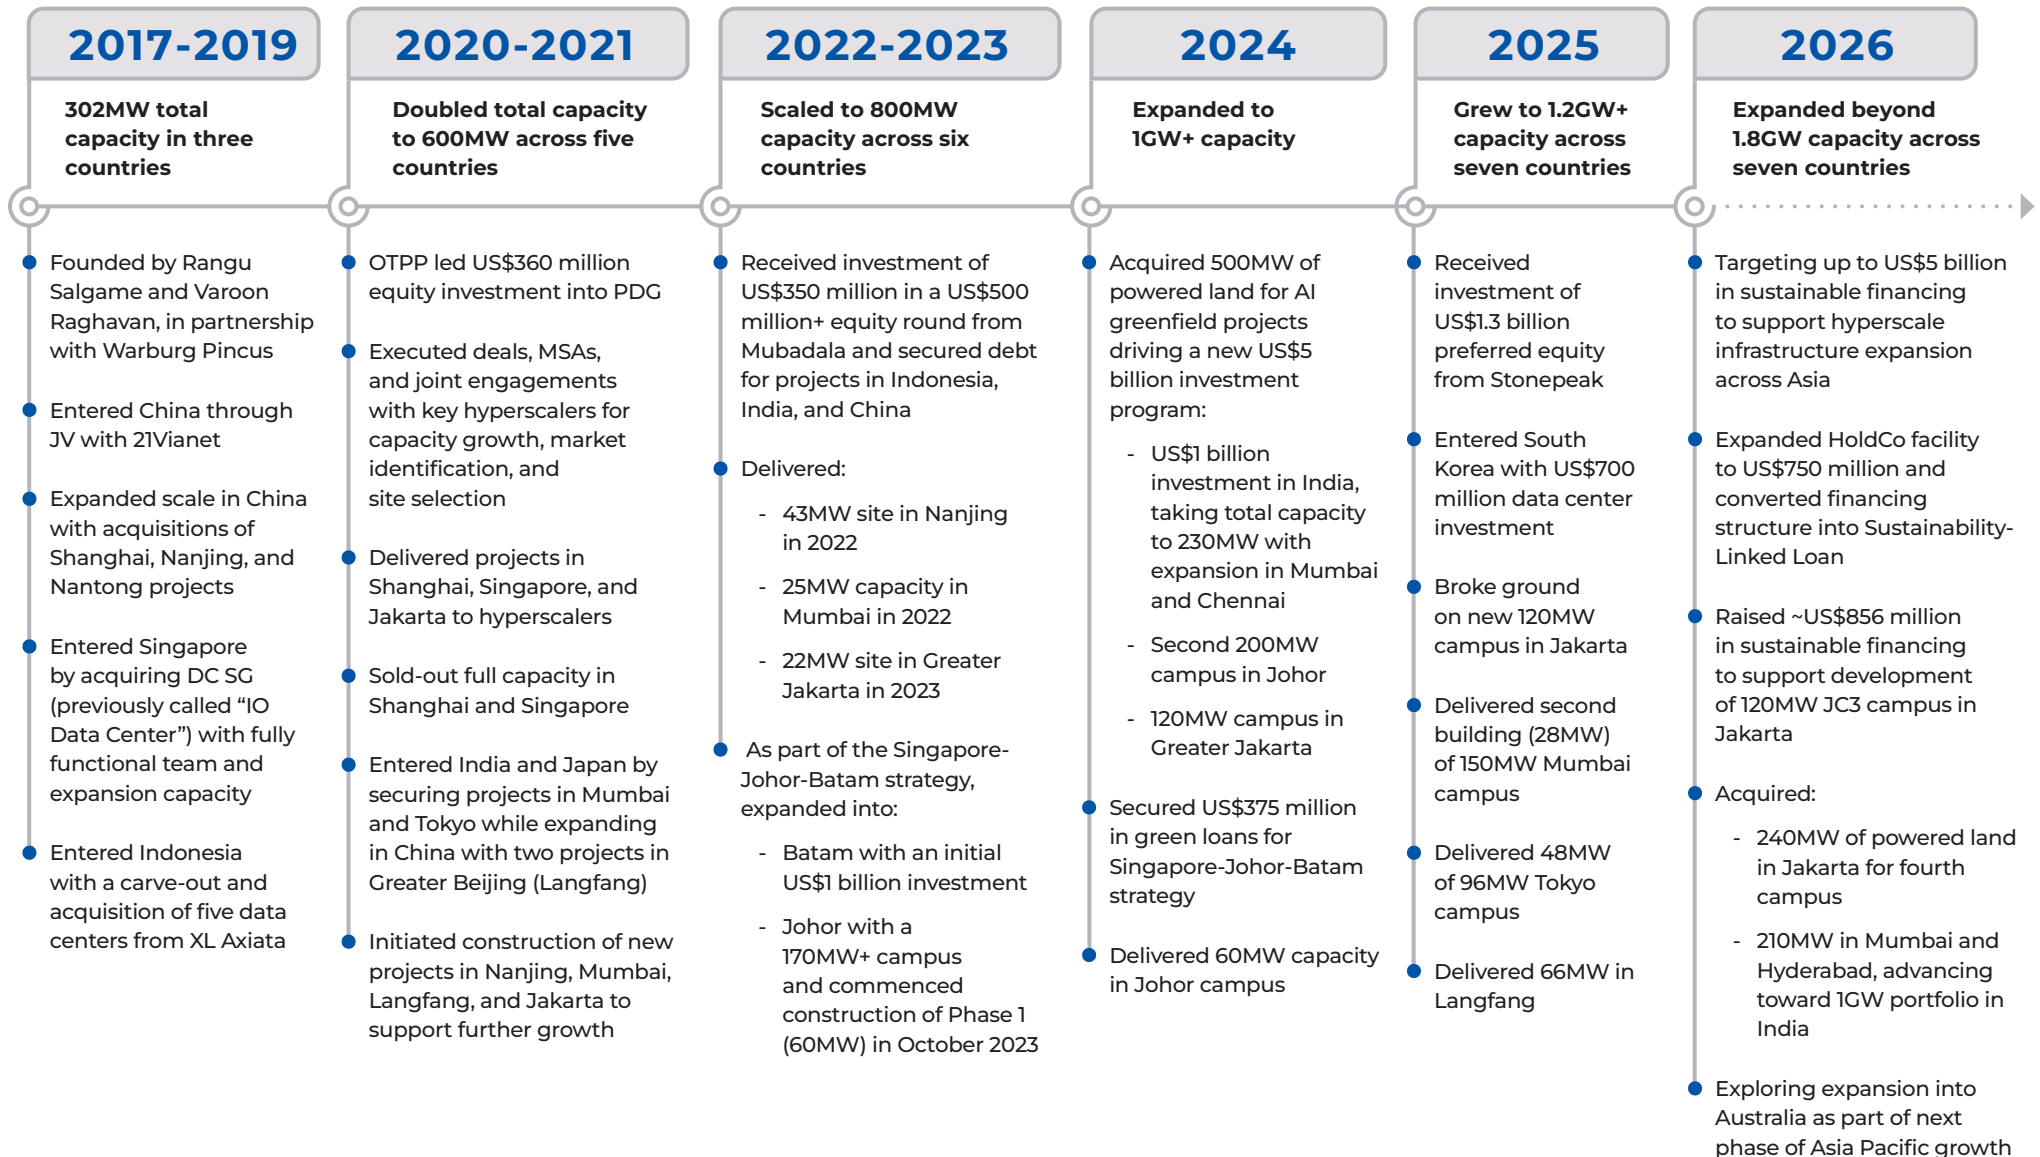 2017-2019
302MW total
capacity in three
countries
Founded by Rangu
Salgame and Varoon
Raghavan, in partnership
with Warburg Pincus
Entered China through
JV with 21Vianet
Expanded scale in China
with acquisitions of
Shanghai, Nanjing, and
Nantong projects
Entered Singapore
by acquiring DC SG
(previously called “IO
Data Center”) with fully
functional team and
expansion capacity
Entered Indonesia
with a carve-out and
acquisition of five data
centers from XL Axiata
2020-2021
Doubled total capacity
to 600MW across five
countries
OTPP led US$360 million
equity investment into PDG
Executed deals, MSAs,
and joint engagements
with key hyperscalers for
capacity growth, market
identification, and
site selection
Delivered projects in
Shanghai, Singapore, and
Jakarta to hyperscalers
Sold-out full capacity in
Shanghai and Singapore
Entered India and Japan by
securing projects in Mumbai
and Tokyo while expanding
in China with two projects in
Greater Beijing (Langfang)
Initiated construction of new
projects in Nanjing, Mumbai,
Langfang, and Jakarta to
support further growth
2022-2023
Scaled to 800MW
capacity across six
countries
Received investment of
US$350 million in a US$500
million+ equity round from
Mubadala and secured debt
for projects in Indonesia,
India, and China
Delivered:
- 43MW site in Nanjing
in 2022
- 25MW capacity in
Mumbai in 2022
- 22MW site in Greater
Jakarta in 2023
As part of the Singapore-
Johor-Batam strategy,
expanded into:
- Batam with an initial
US$1 billion investment
- Johor with a
170MW+ campus
and commenced
construction of Phase 1
(60MW) in October 2023
2024
Expanded to
1GW+ capacity
Acquired 500MW of
powered land for AI
greenfield projects
driving a new US$5
billion investment
program:
- US$1 billion
investment in India,
taking total capacity
to 230MW with
expansion in Mumbai
and Chennai
- Second 200MW
campus in Johor
- 120MW campus in
Greater Jakarta
Secured US$375 million
in green loans for
Singapore-Johor-Batam
strategy
Delivered 60MW capacity
in Johor campus
2025
Grew to 1.2GW+
capacity across
seven countries
Received
investment of
US$1.3 billion
preferred equity
from Stonepeak
Entered South
Korea with US$700
million data center
investment
Broke ground
on new 120MW
campus in Jakarta
Delivered second
building (28MW)
of 150MW Mumbai
campus
Delivered 48MW
of 96MW Tokyo
campus
Delivered 66MW in
Langfang
2026
Expanded beyond
1.8GW capacity across
seven countries
Targeting up to US$5 billion
in sustainable financing
to support hyperscale
infrastructure expansion
across Asia
Expanded HoldCo facility
to US$750 million and
converted financing
structure into Sustainability-
Linked Loan
Raised ~US$856 million
in sustainable financing
to support development
of 120MW JC3 campus in
Jakarta
Acquired:
- 240MW of powered land
in Jakarta for fourth
campus
- 210MW in Mumbai and
Hyderabad, advancing
toward 1GW portfolio in
India
Exploring expansion into
Australia as part of next
phase of Asia Pacific growth